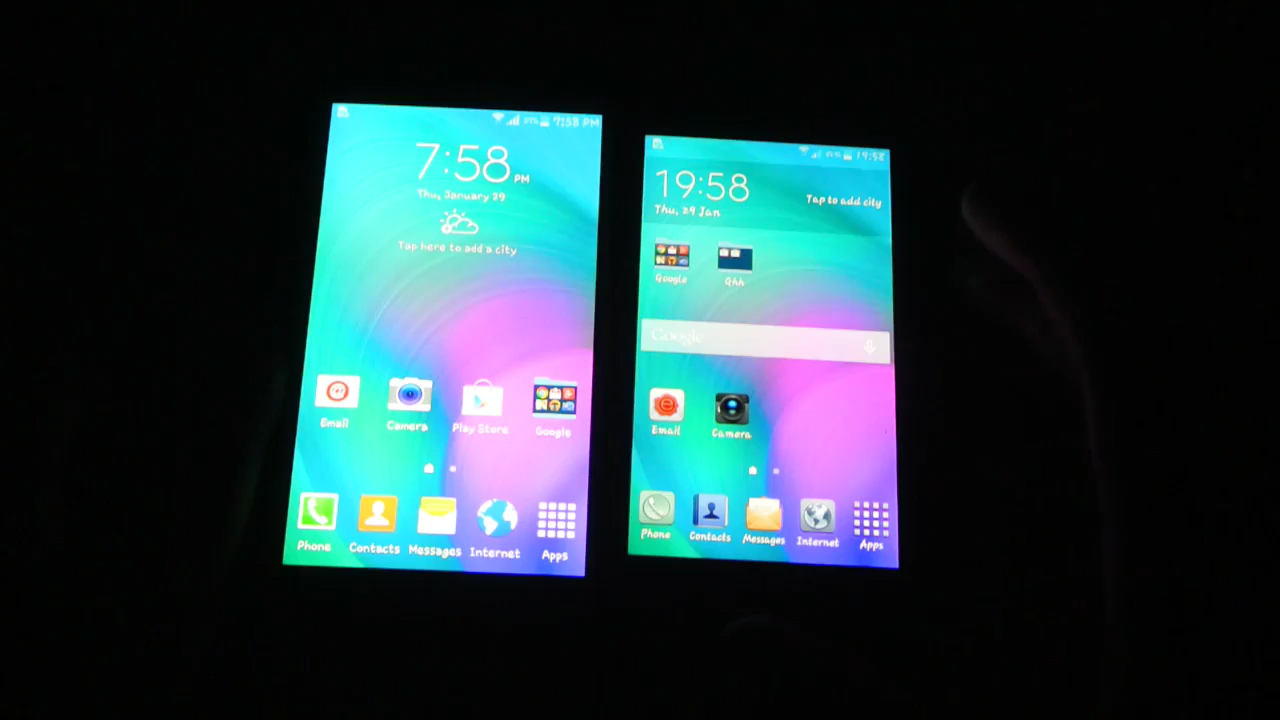 7:58 PM
7:58 PM
Thu, January 29
Tap here to add a city
Email Camera Play Store Google
Phone Contacts Messages Internet Apps
19:58
19:58
Tap to add city
Thu, 29 Jan
Google Ghh
Google
Email Camera
Phone Contacts Messages Internet Apps